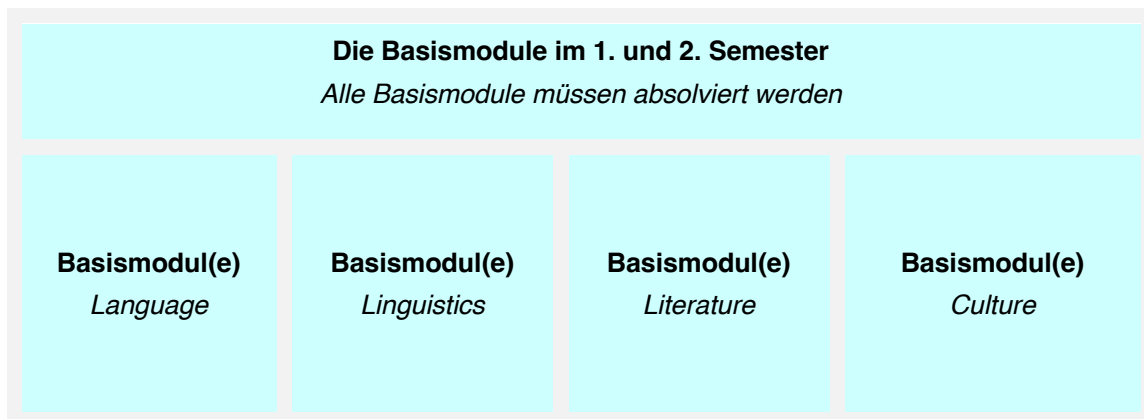 Die Basismodule im 1. und 2. Semester
Alle Basismodule müssen absolviert werden
Basismodul(e)
Language
Basismodul(e)
Linguistics
Basismodul(e)
Literature
Basismodul(e)
Culture